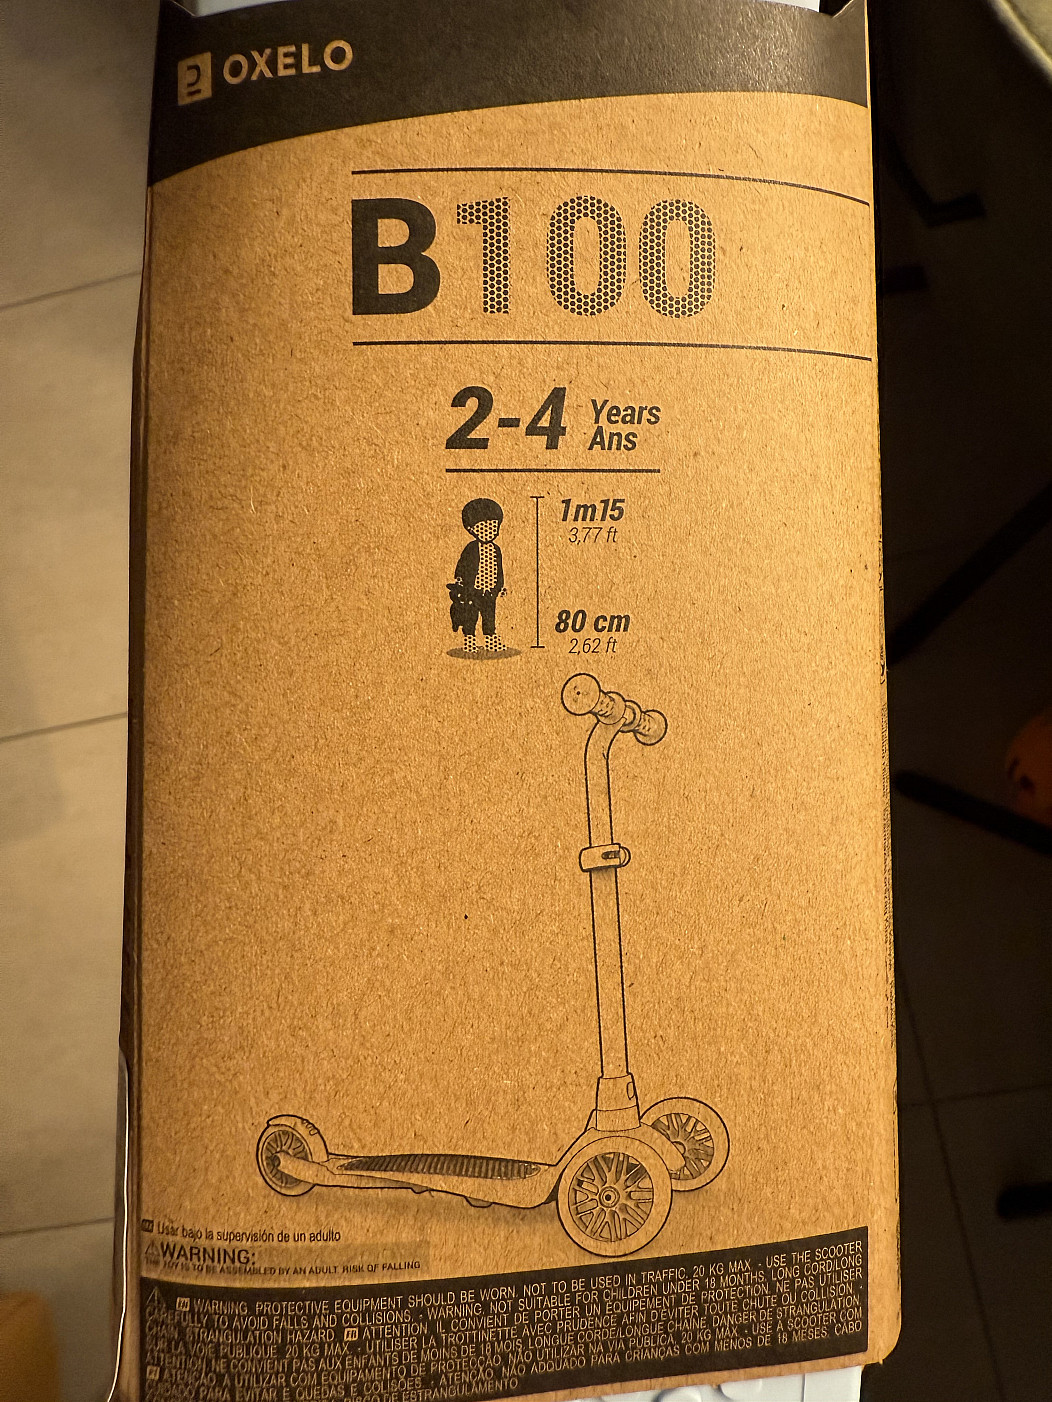 OXELO
B100
2-4 Years
Ans
1m15
3,77 ft
80 cm
2,62 ft
Usar bajo la supervisión de un adulto
WARNING:
TOY IS TO BE ASSEMBLED BY AN ADULT. RISK OF FALLING
WARNING. PROTECTIVE EQUIPMENT SHOULD BE WORN. NOT TO BE USED IN TRAFFIC. 20 KG MAX. - USE THE SCOOTER
CAREFULLY TO AVOID FALLS AND COLLISIONS. - WARNING. NOT SUITABLE FOR CHILDREN UNDER 18 MONTHS. LONG CORD/LONG
CHAIN. STRANGULATION HAZARD. FR ATTENTION. IL CONVIENT DE PORTER UN ÉQUIPEMENT DE PROTECTION. NE PAS UTILISER
SUR LA VOIE PUBLIQUE. 20 KG MAX. - UTILISER LA TROTTINETTE AVEC PRUDENCE AFIN D'ÉVITER TOUTE CHUTE OU COLLISION. -
ATTENTION. NE CONVIENT PAS AUX ENFANTS DE MOINS DE 18 MOIS. LONGUE CORDE/LONGUE CHAÎNE. DANGER DE STRANGULATION.
ATENÇÃO. A UTILIZAR COM EQUIPAMENTO DE PROTECÇÃO. NÃO UTILIZAR NA VIA PÚBLICA. 20 KG MAX. - USE A SCOOTER COM
CUIDADO PARA EVITAR E QUEDAS E COLISÕES. - ATENÇÃO. NÃO ADQUADO PARA CRIANÇAS COM MENOS DE 18 MESES. CABO
RISCO DE ESTRANGULAMENTO